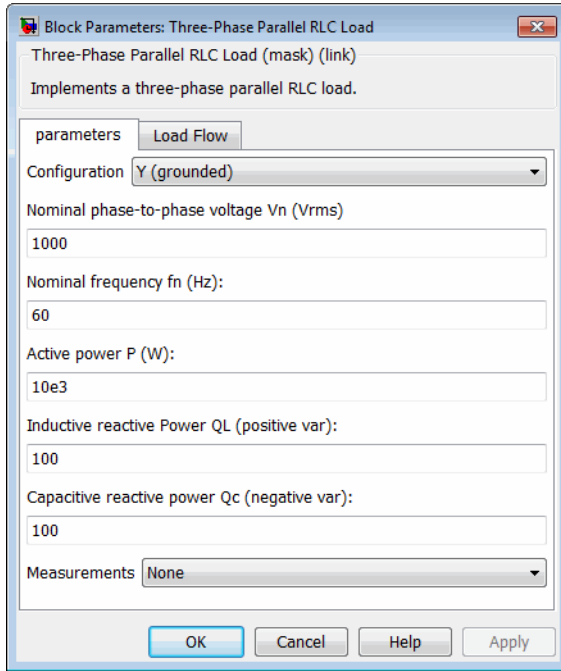 Block Parameters: Three-Phase Parallel RLC Load
Three-Phase Parallel RLC Load (mask) (link)
Implements a three-phase parallel RLC load.
parameters Load Flow
Configuration Y (grounded)
Nominal phase-to-phase voltage Vn (Vrms)
1000
Nominal frequency fn (Hz):
60
Active power P (W):
10e3
Inductive reactive Power QL (positive var):
100
Capacitive reactive power Qc (negative var):
100
Measurements None
OK Cancel Help Apply